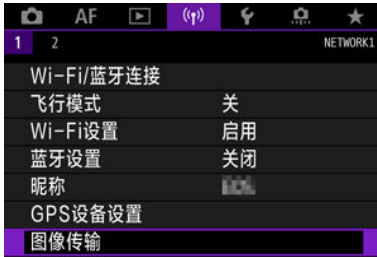 AF
1 2 NETWORK1
Wi-Fi/蓝牙连接
飞行模式 关
Wi-Fi设置 启用
蓝牙设置 关闭
昵称
GPS设备设置
图像传输